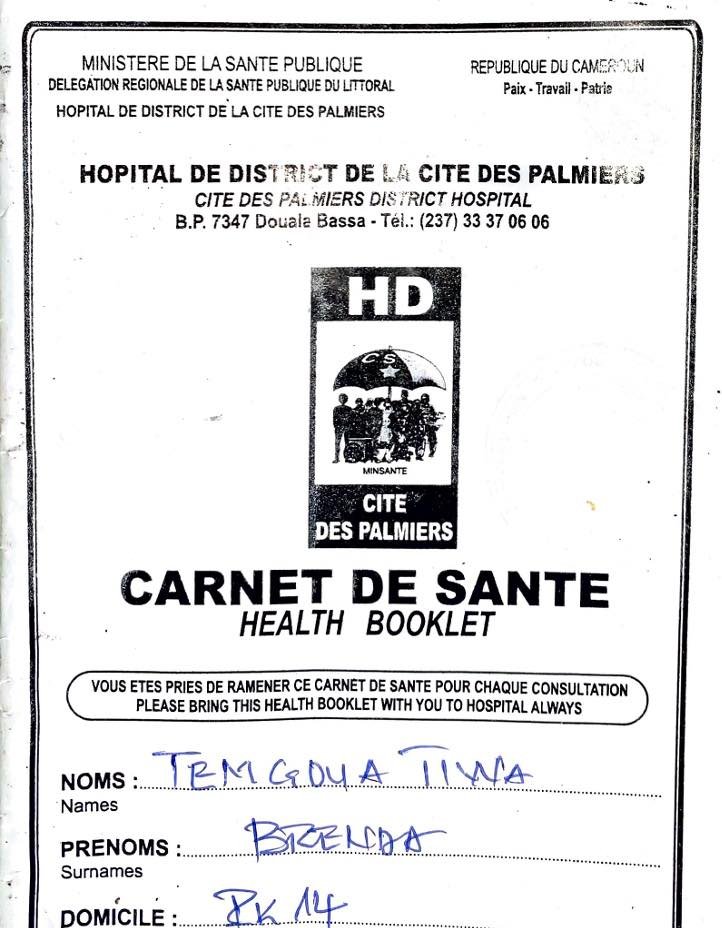 MINISTERE DE LA SANTE PUBLIQUE
DELEGATION REGIONALE DE LA SANTE PUBLIQUE DU LITTORAL
HOPITAL DE DISTRICT DE LA CITE DES PALMIERS
REPUBLIQUE DU CAMEROUN
Paix - Travail - Patrie
HOPITAL DE DISTRICT DE LA CITE DES PALMIERS
CITE DES PALMIERS DISTRICT HOSPITAL
B.P. 7347 Douala Bassa - Tél.: (237) 33 37 06 06
HD
CS
MINSANTE
CITE
DES PALMIERS
CARNET DE SANTE
HEALTH BOOKLET
VOUS ETES PRIES DE RAMENER CE CARNET DE SANTE POUR CHAQUE CONSULTATION
PLEASE BRING THIS HEALTH BOOKLET WITH YOU TO HOSPITAL ALWAYS
NOMS : TEMGOUA TIWA
Names
PRENOMS : BRENDA
Surnames
DOMICILE : PK 14